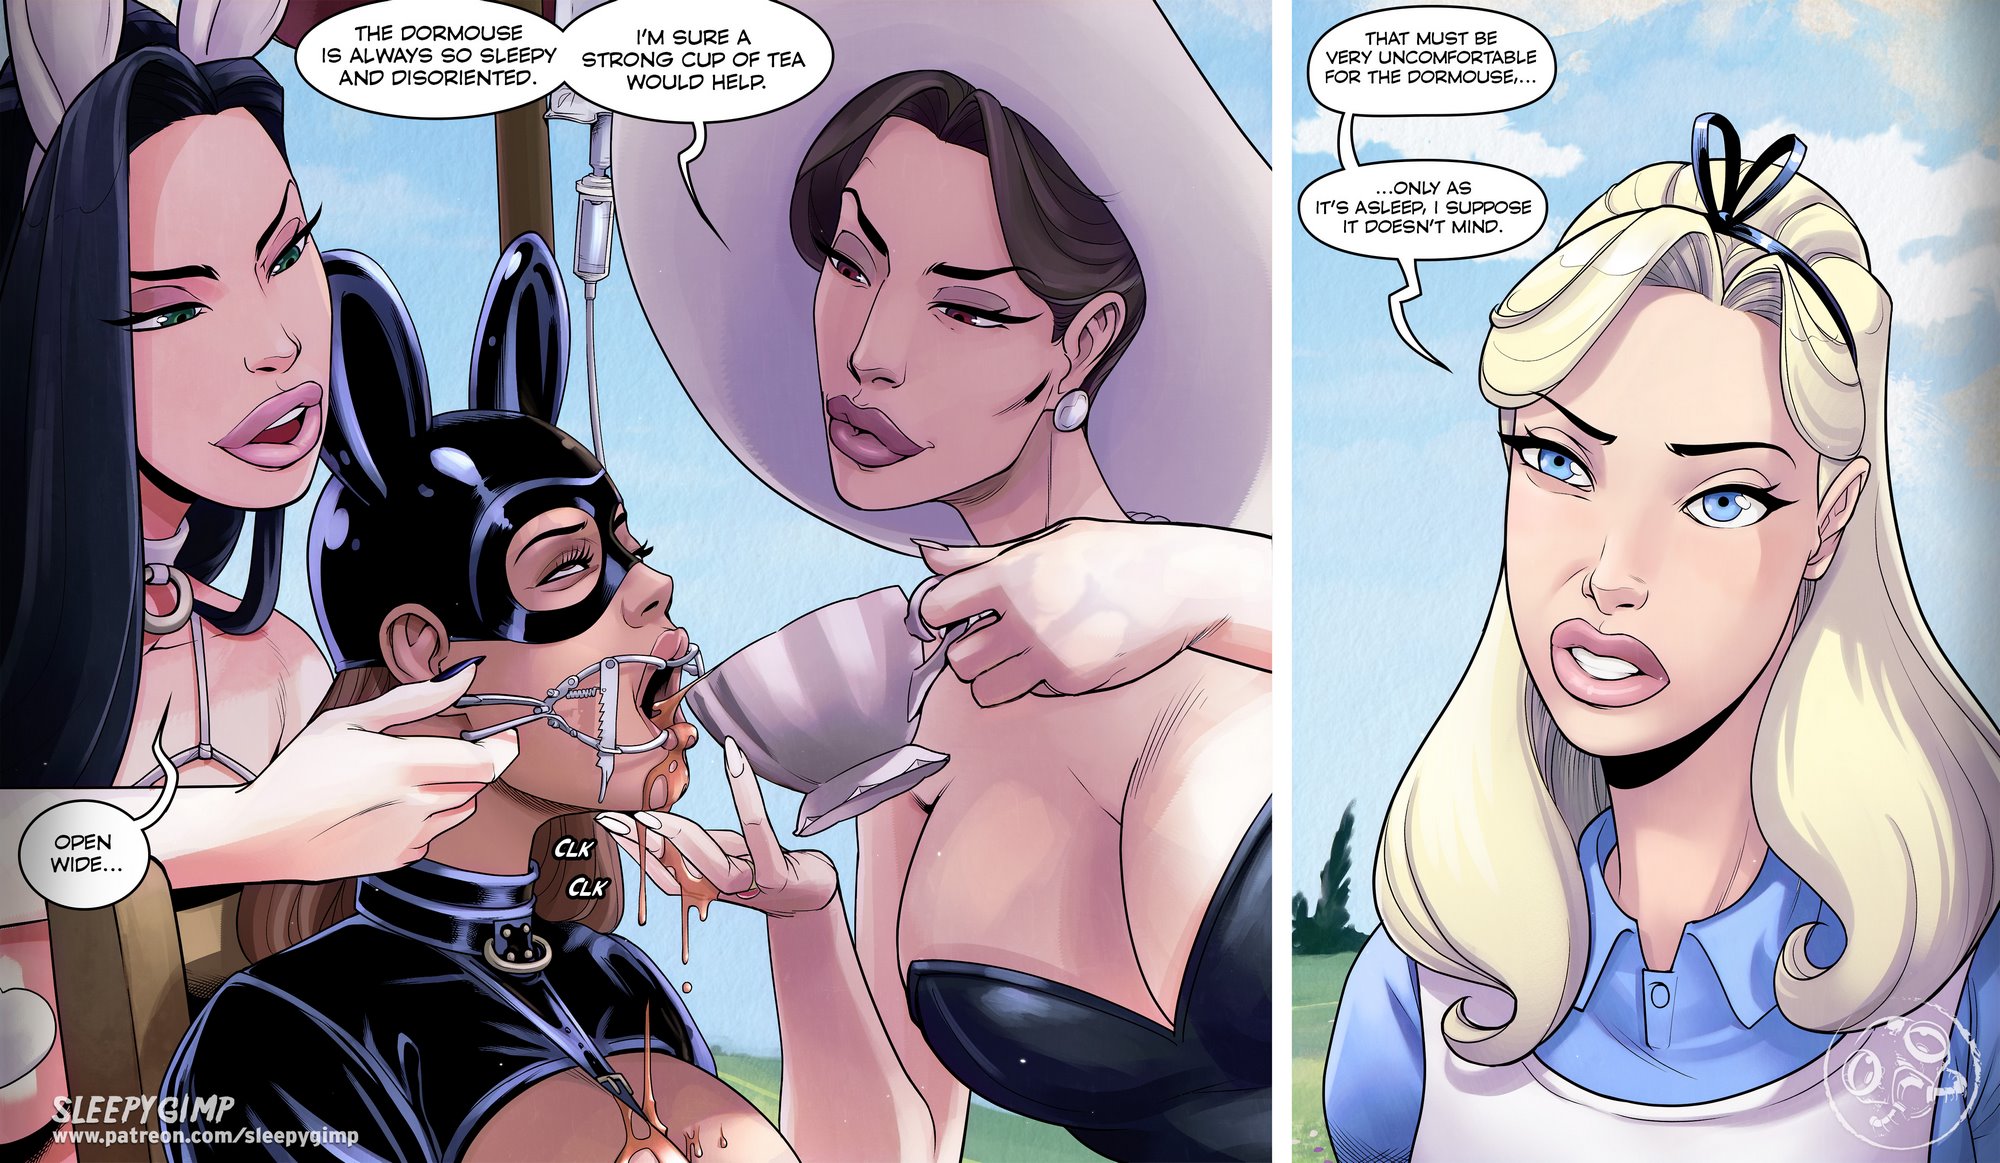 THE DORMOUSE
IS ALWAYS SO SLEEPY
AND DISORIENTED.
I'M SURE A
STRONG CUP OF TEA
WOULD HELP.
OPEN
WIDE...
CLK
CLK
SLEEPYGIMP
www.patreon.com/sleepygimp
THAT MUST BE
VERY UNCOMFORTABLE
FOR THE DORMOUSE,...
...ONLY AS
IT'S ASLEEP, I SUPPOSE
IT DOESN'T MIND.